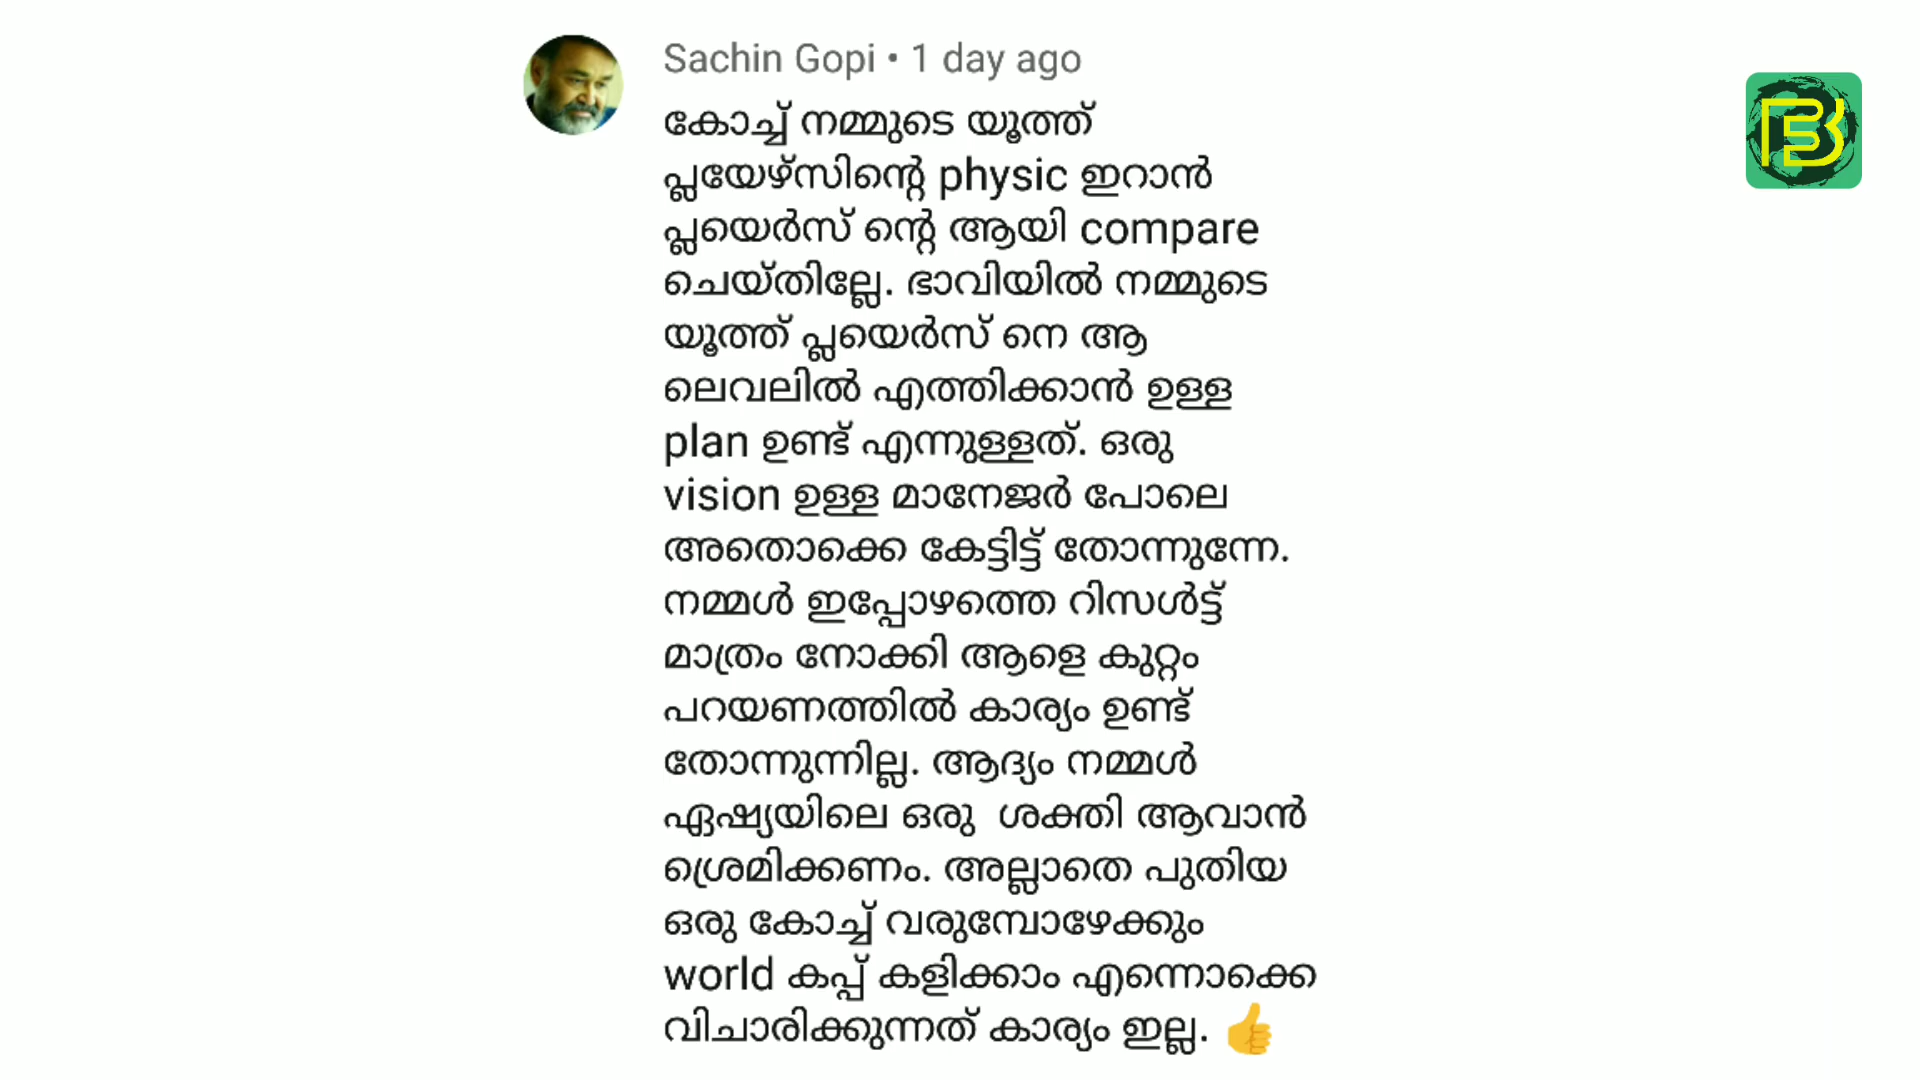 Sachin Gopi • 1 day ago
കോച്ച് നമ്മുടെ യൂത്ത്
പ്ലയേഴ്സിന്റെ physic ഇറാൻ
പ്ലയെർസ് ന്റെ ആയി compare
ചെയ്തില്ലേ. ഭാവിയിൽ നമ്മുടെ
യൂത്ത് പ്ലയെർസ് നെ ആ
ലെവലിൽ എത്തിക്കാൻ ഉള്ള
plan ഉണ്ട് എന്നുള്ളത്. ഒരു
vision ഉള്ള മാനേജർ പോലെ
അതൊക്കെ കേട്ടിട്ട് തോന്നുന്നേ.
നമ്മൾ ഇപ്പോഴത്തെ റിസൾട്ട്
മാത്രം നോക്കി ആളെ കുറ്റം
പറയണത്തിൽ കാര്യം ഉണ്ട്
തോന്നുന്നില്ല. ആദ്യം നമ്മൾ
ഏഷ്യയിലെ ഒരു  ശക്തി ആവാൻ
ശ്രെമിക്കണം. അല്ലാതെ പുതിയ
ഒരു കോച്ച് വരുമ്പോഴേക്കും
world കപ്പ് കളിക്കാം എന്നൊക്കെ
വിചാരിക്കുന്നത് കാര്യം ഇല്ല. 👍